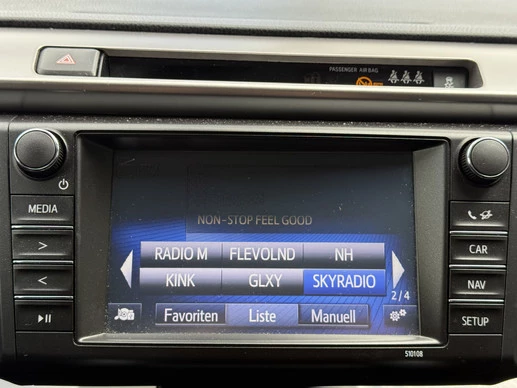 PASSENGER AIR BAG
MEDIA
CAR
NAV
SETUP
NON-STOP FEEL GOOD
RADIO M FLEVOLND NH
KINK GLXY SKYRADIO
2/4
Favoriten Liste Manuell
510108